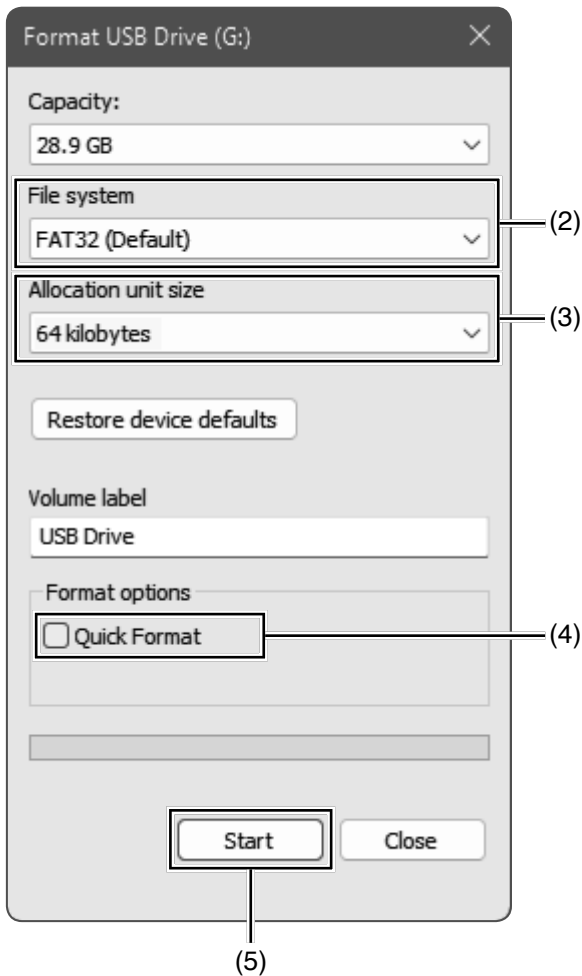 Format USB Drive (G:)
Capacity:
28.9 GB
File system
FAT32 (Default)
(2)
Allocation unit size
64 kilobytes
(3)
Restore device defaults
Volume label
USB Drive
Format options
Quick Format
(4)
Start
Close
(5)